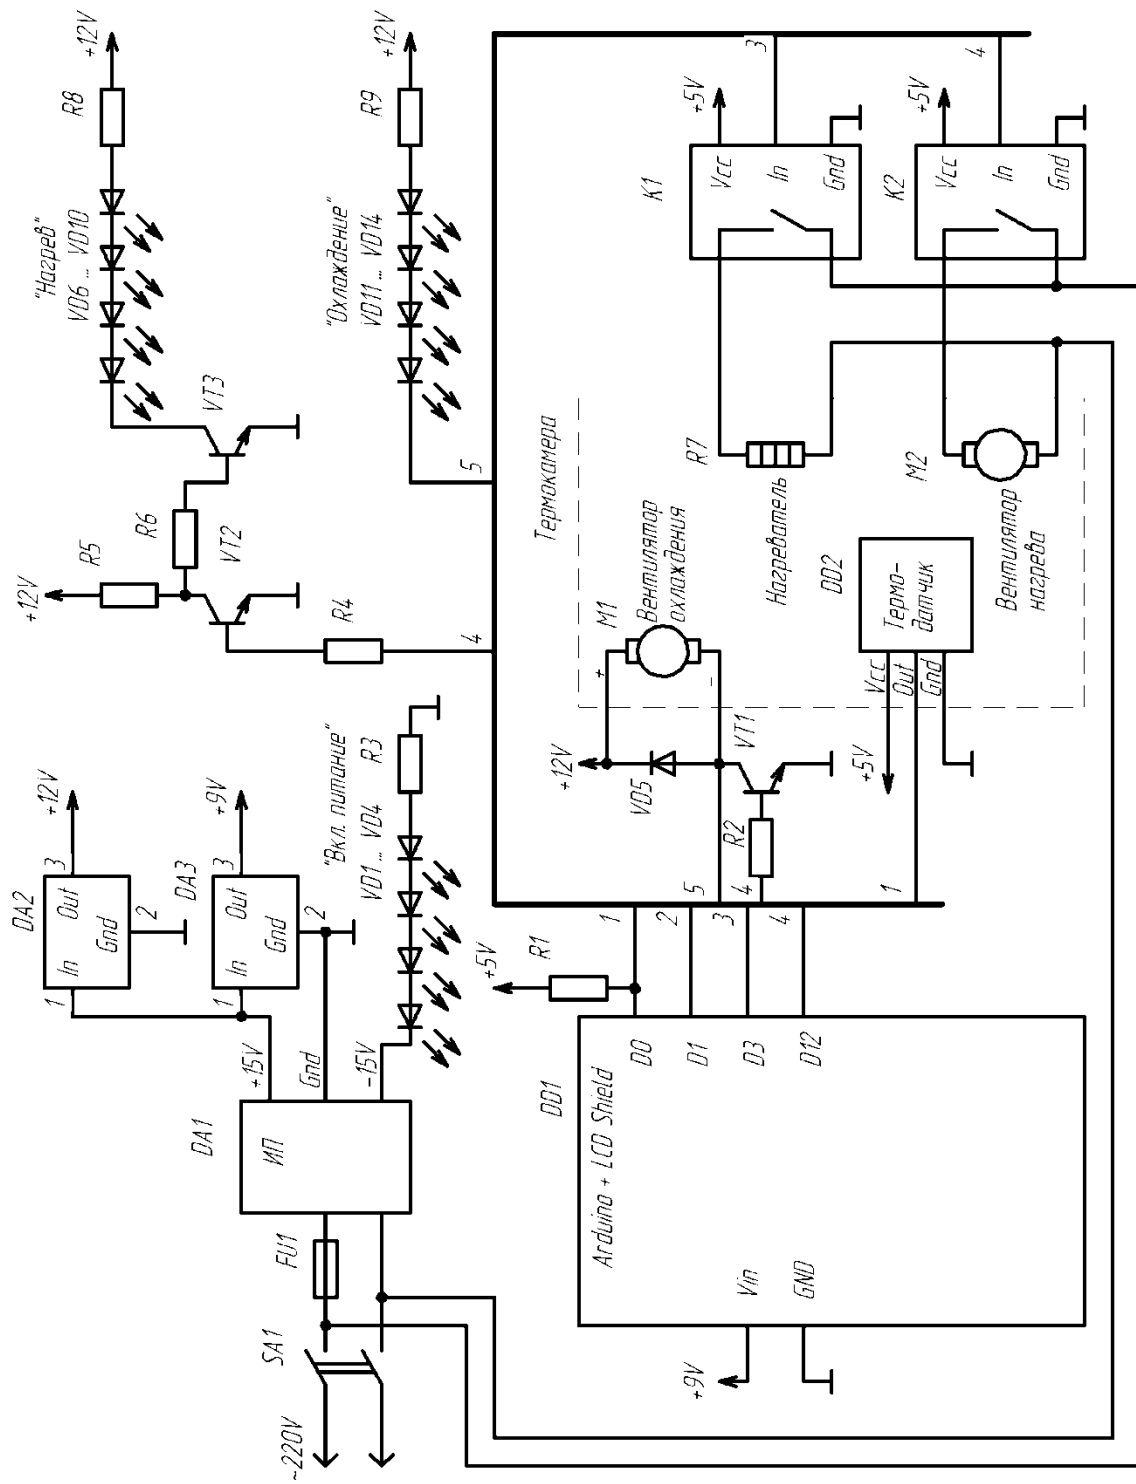 ~220V
SA1
FU1
DA1
ИП
+15V
Gnd
-15V
DA2
1
In
Out
Gnd
3
2
+12V
DA3
1
In
Out
Gnd
3
2
+9V
"Вкл. питание"
VD1 ... VD4
R3
+12V
R5
R6
VT2
R4
4
VT3
"Нагрев"
VD6 ... VD10
R8
+12V
"Охлаждение"
VD11 ... VD14
R9
+12V
5
DD1
Arduino + LCD Shield
Vin
GND
+9V
D0
D1
D3
D12
+5V
R1
1
2
3
4
5
4
1
R2
VT1
VD5
+12V
+
-
M1
Вентилятор
охлаждения
Термокамера
+5V
Vcc
Out
Gnd
DD2
Термо-
датчик
R7
Нагреватель
M2
Вентилятор
нагрева
K1
Vcc
In
Gnd
+5V
3
K2
Vcc
In
Gnd
+5V
4